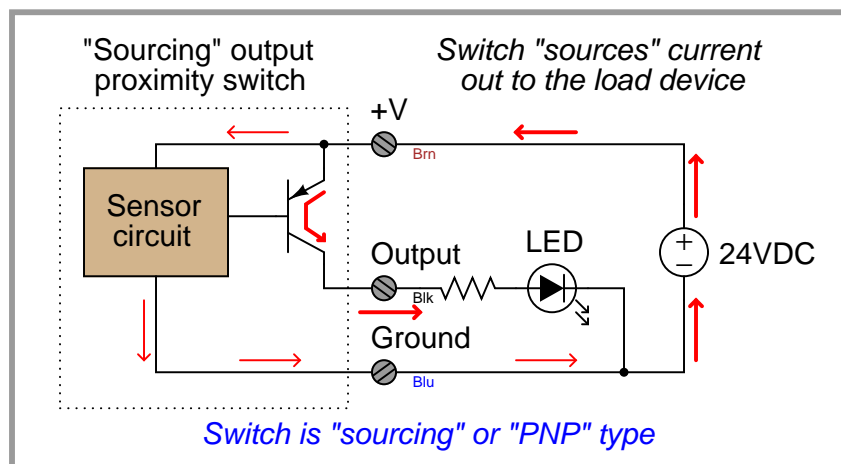 "Sourcing" output
proximity switch
Switch "sources" current
out to the load device
+V
Brn
Sensor
circuit
Output
Blk
LED
+
−
24VDC
Ground
Blu
Switch is "sourcing" or "PNP" type